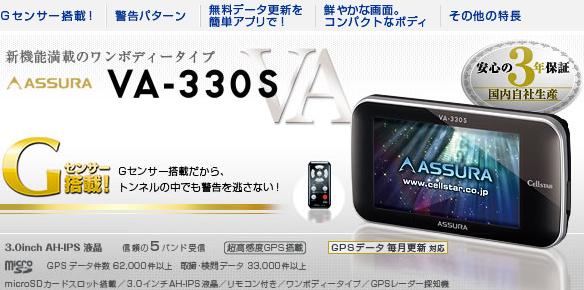 Gセンサー搭載!
警告パターン
無料データ更新を
簡単アプリで!
鮮やかな画面。
コンパクトなボディ
その他の特長
新機能満載のワンボディータイプ
ASSURA VA-330S
VA
安心の3年保証
国内自社生産
Gセンサー
搭載!
Gセンサー搭載だから、
トンネルの中でも警告を逃さない!
VA-330S
ASSURA
www.cellstar.co.jp
CELLSTAR
ASSURA
3.0inch AH-IPS 液晶 信頼の5バンド受信 超高感度GPS搭載 GPSデータ 毎月更新 対応
microSD GPSデータ件数 62,000件以上 取締・検問データ 33,000件以上
microSDカードスロット搭載/3.0インチAH-IPS液晶/リモコン付き/ワンボディータイプ/GPSレーダー探知機